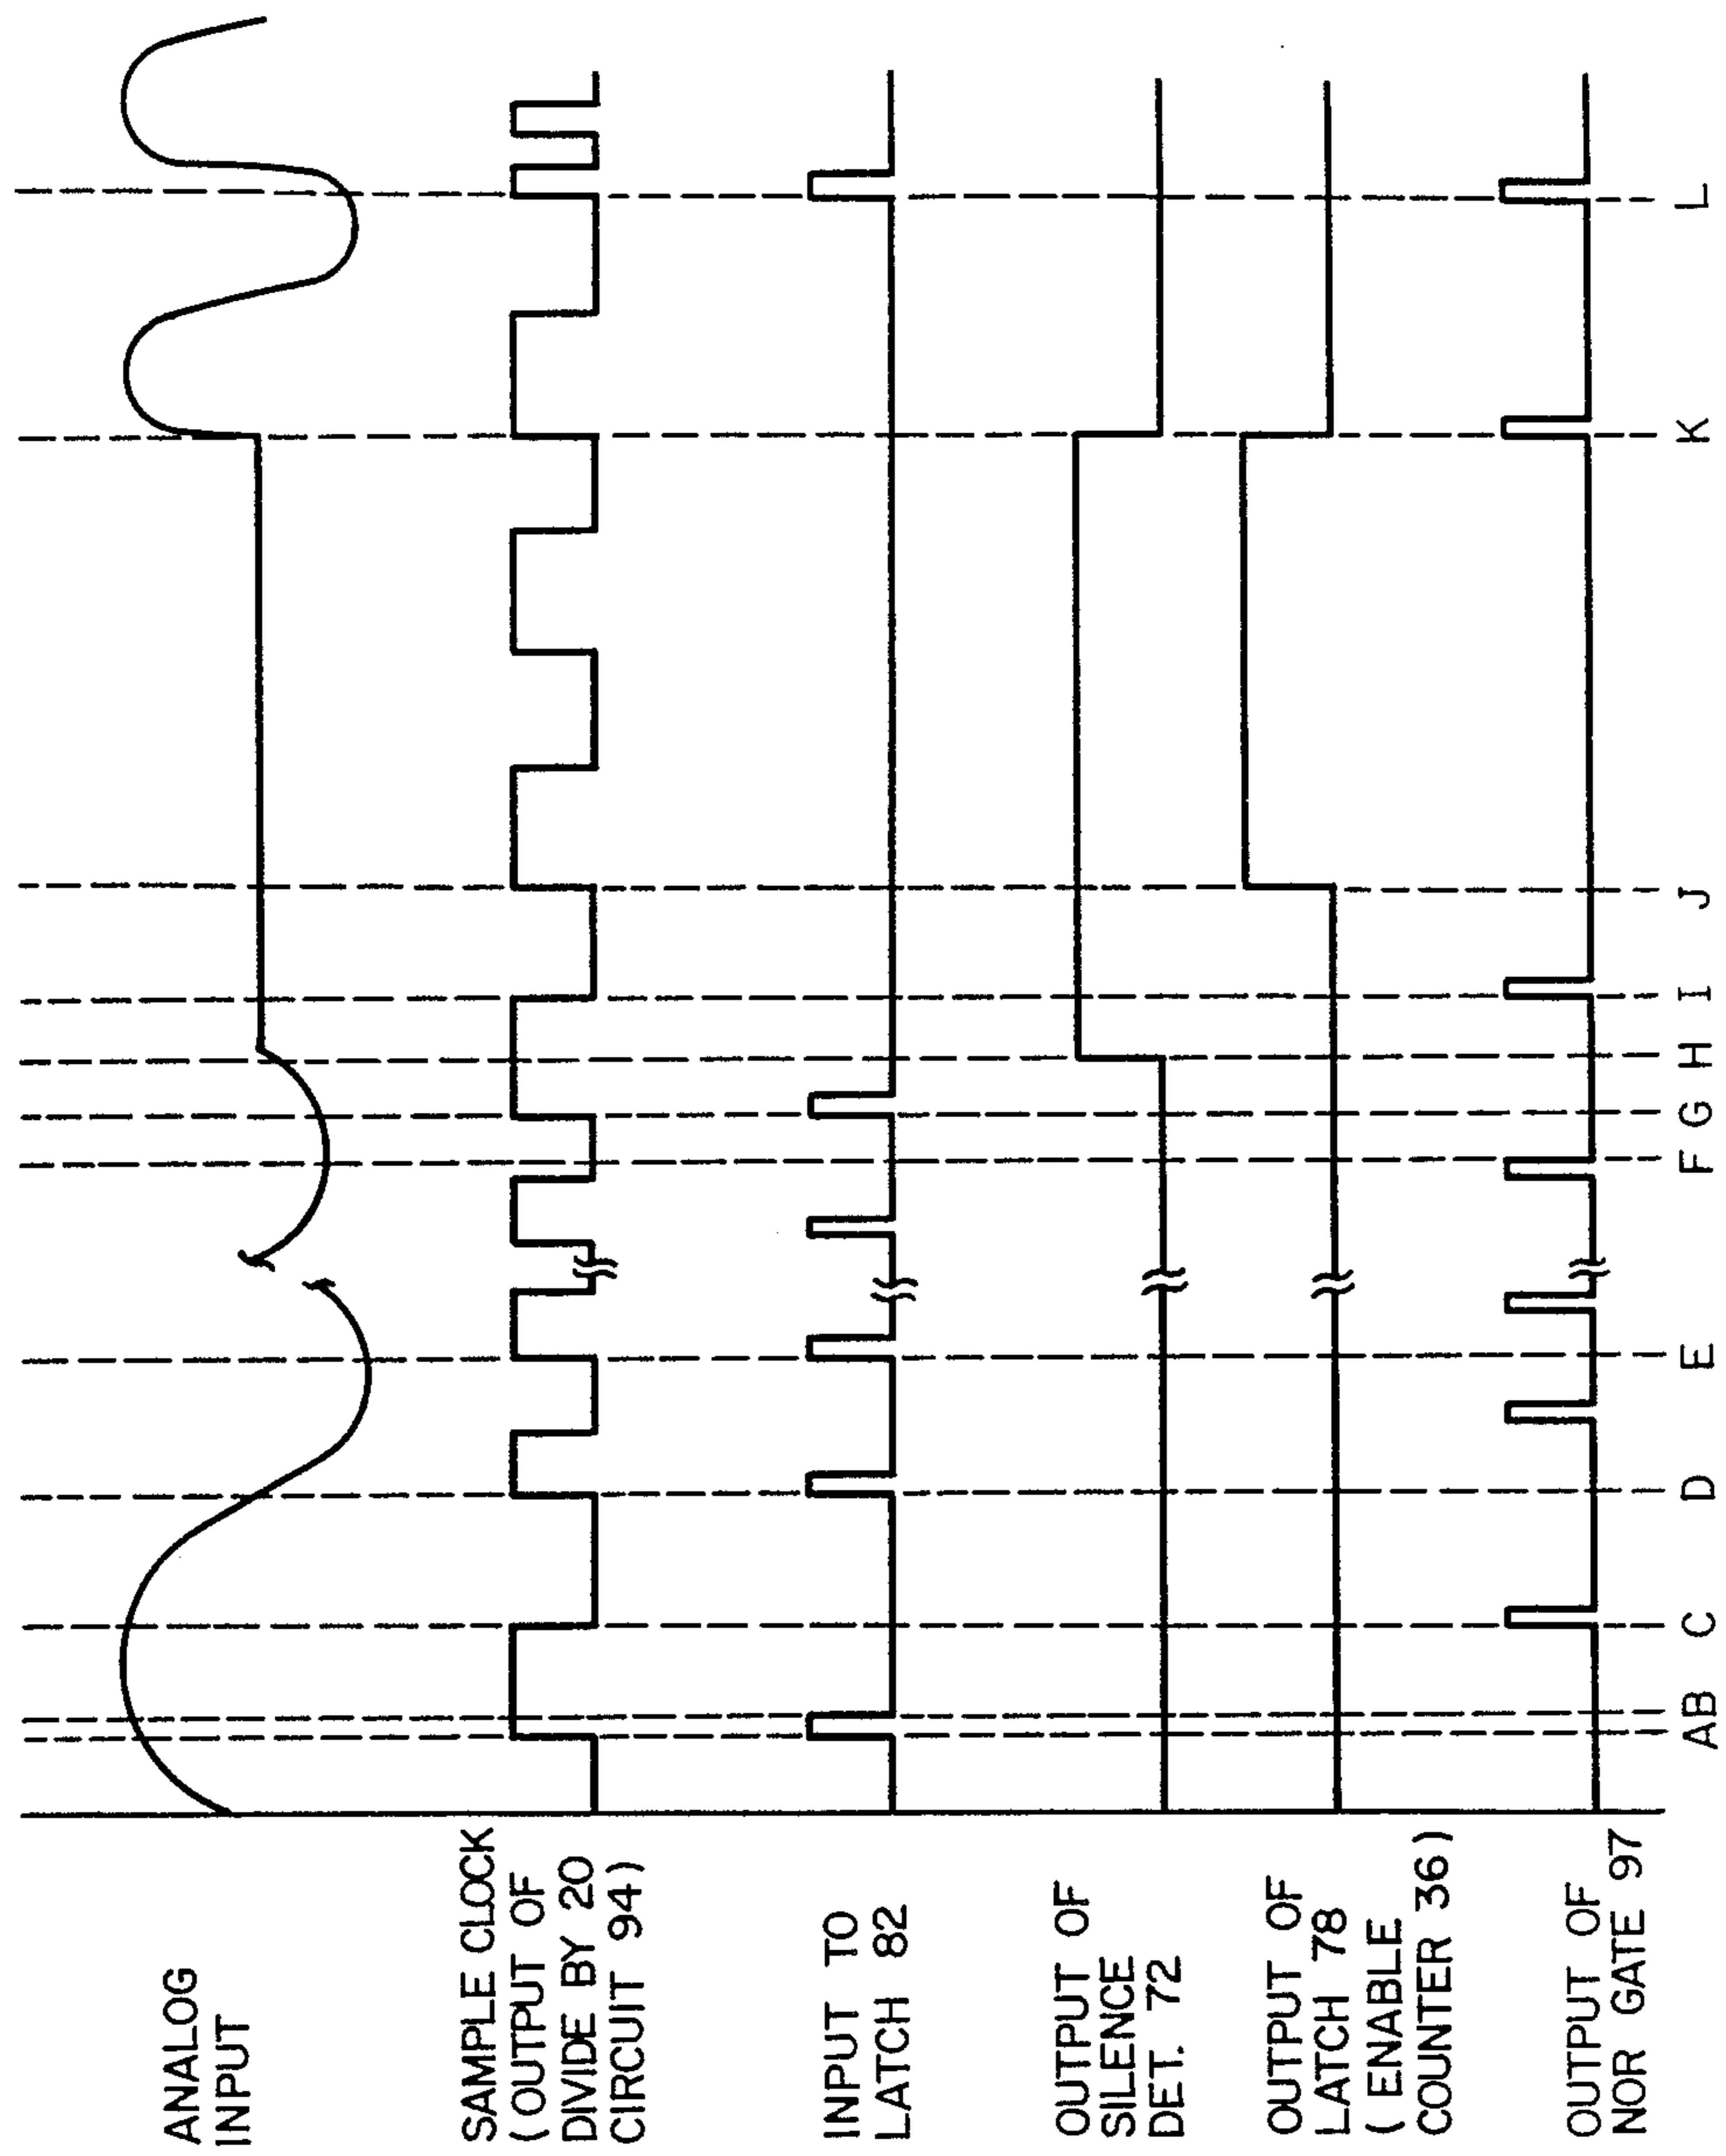 ANALOG
INPUT
SAMPLE CLOCK
(OUTPUT OF
DIVIDE BY 20
CIRCUIT 94)
INPUT TO
LATCH 82
OUTPUT OF
SILENCE
DET. 72
OUTPUT OF
LATCH 78
(ENABLE
COUNTER 36)
OUTPUT OF
NOR GATE 97
A B C D E F G H I J K L